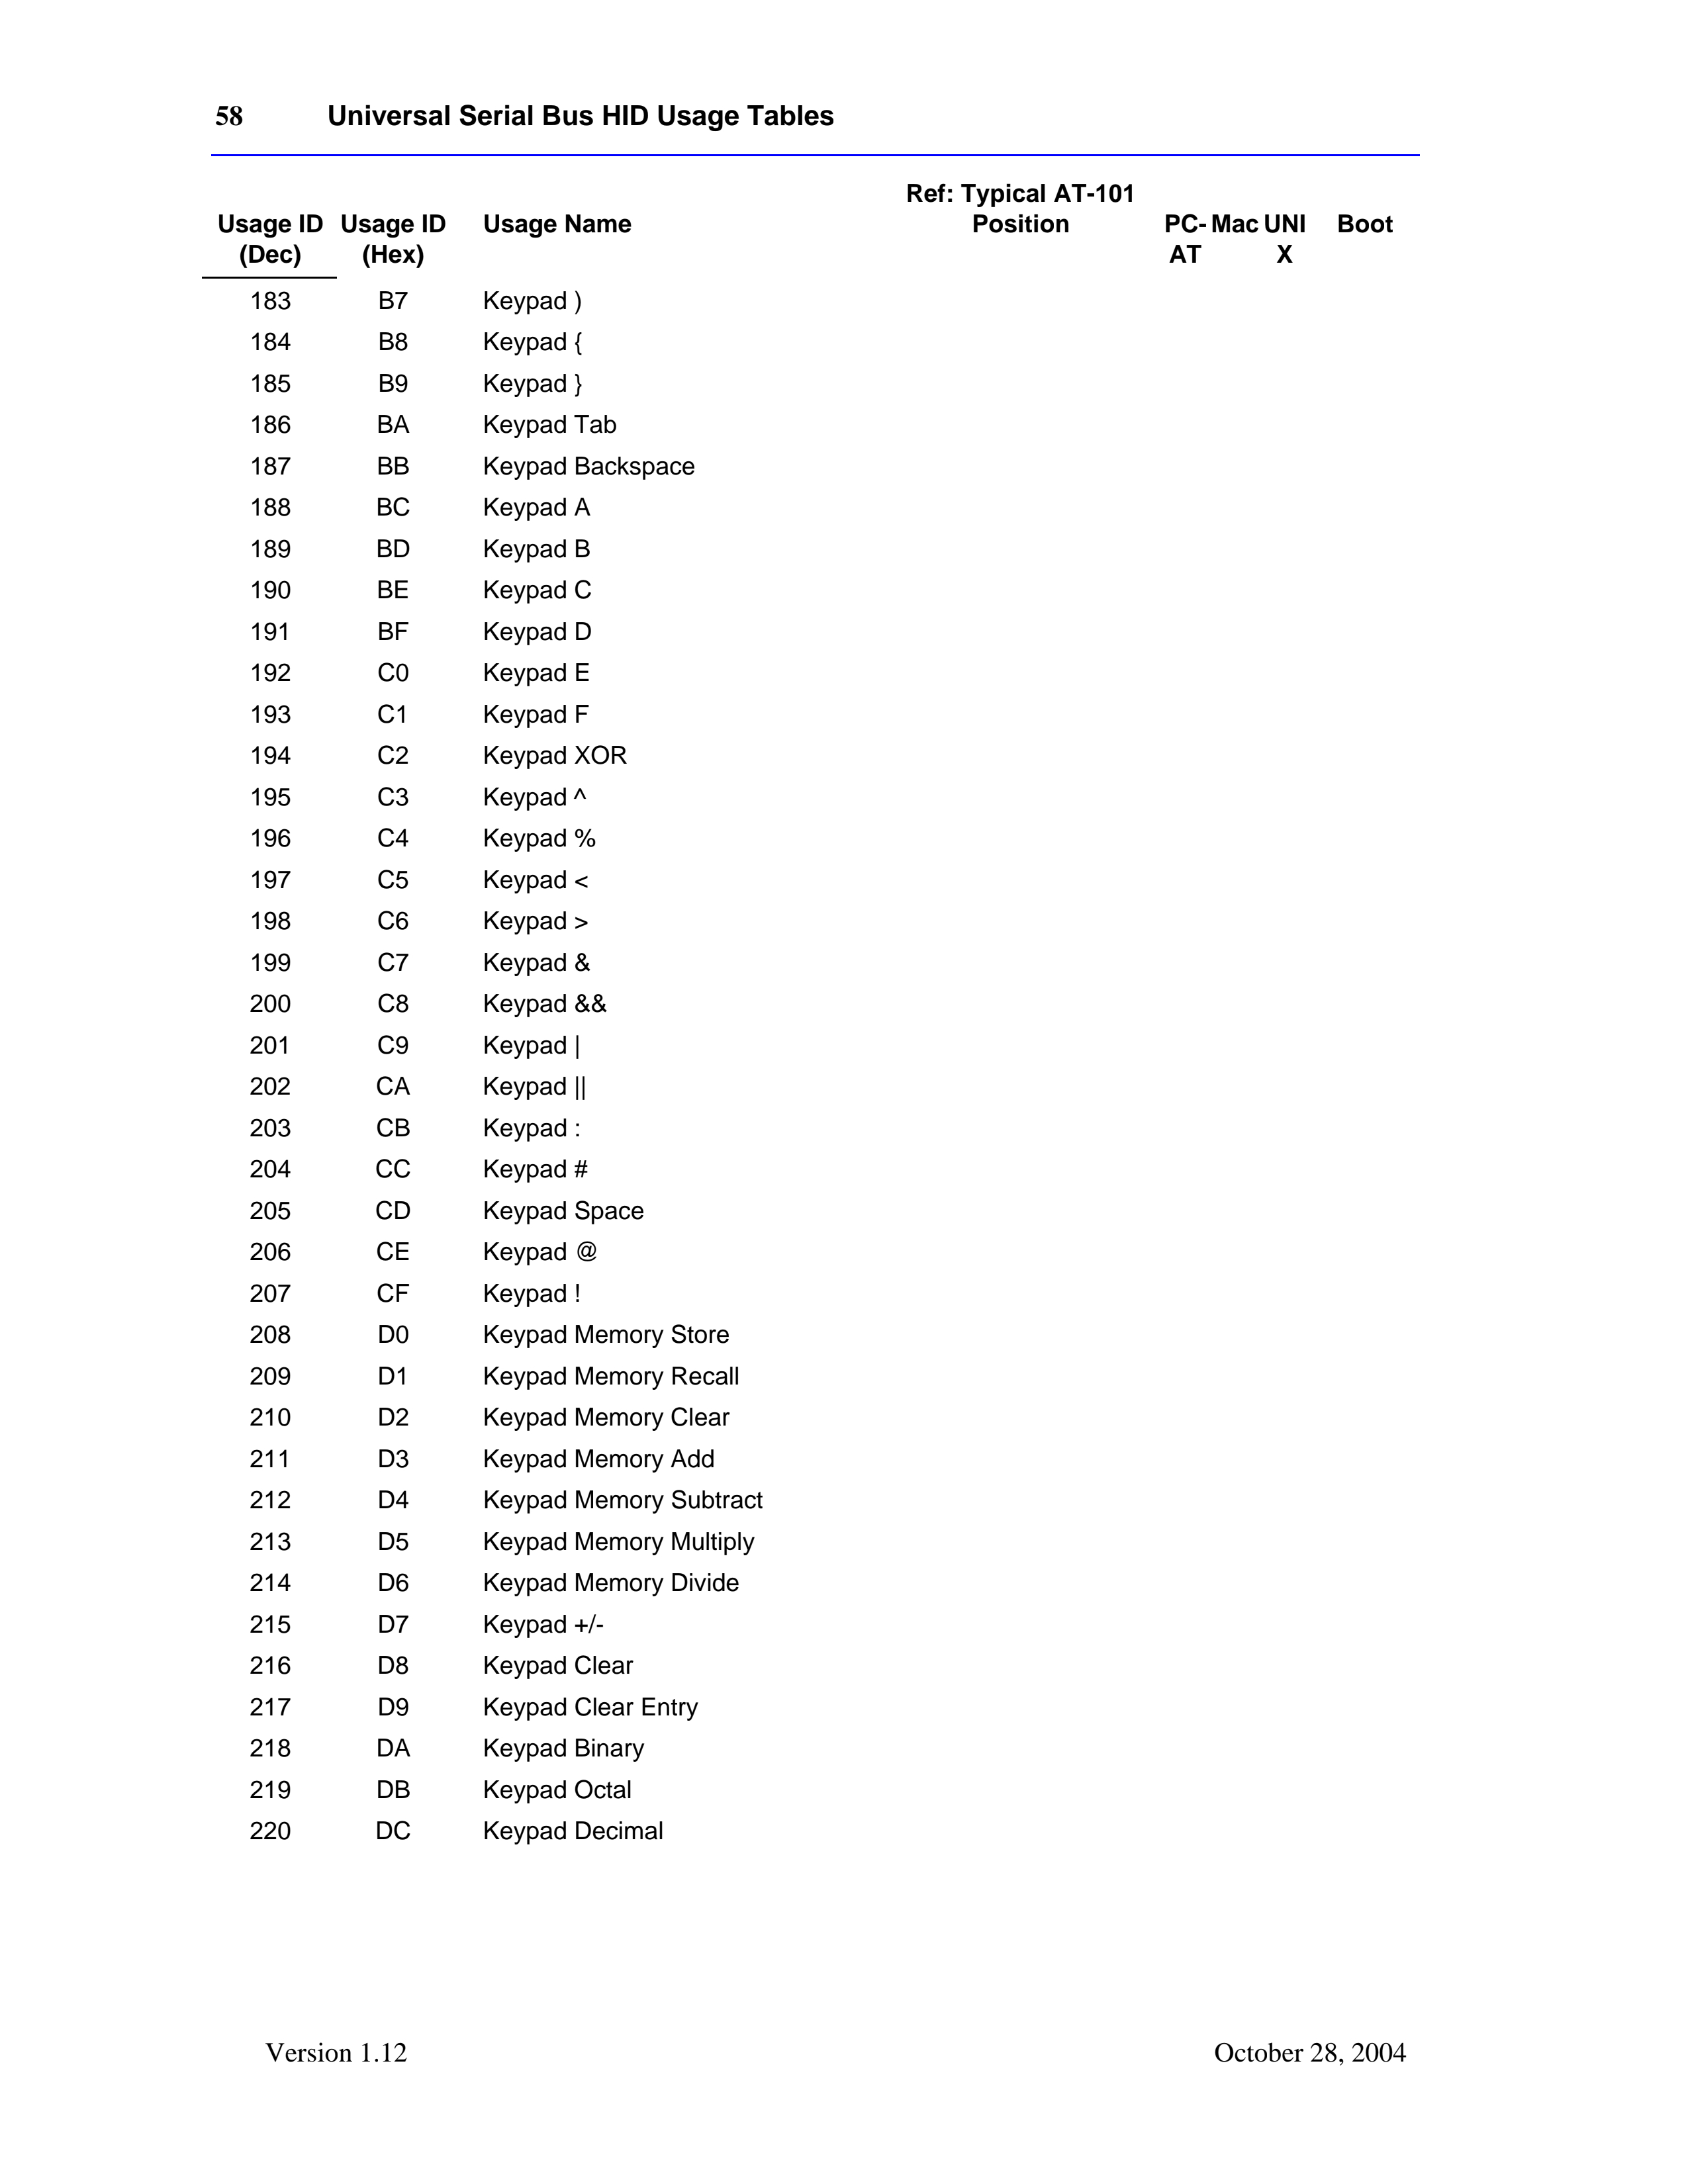 58 Universal Serial Bus HID Usage Tables
Ref: Typical AT-101
Usage ID Usage ID Usage Name Position PC- Mac UNI Boot
(Dec) (Hex) AT X
183 B7 Keypad )
184 B8 Keypad {
185 B9 Keypad }
186 BA Keypad Tab
187 BB Keypad Backspace
188 BC Keypad A
189 BD Keypad B
190 BE Keypad C
191 BF Keypad D
192 C0 Keypad E
193 C1 Keypad F
194 C2 Keypad XOR
195 C3 Keypad ^
196 C4 Keypad %
197 C5 Keypad <
198 C6 Keypad >
199 C7 Keypad &
200 C8 Keypad &&
201 C9 Keypad |
202 CA Keypad ||
203 CB Keypad :
204 CC Keypad #
205 CD Keypad Space
206 CE Keypad @
207 CF Keypad !
208 D0 Keypad Memory Store
209 D1 Keypad Memory Recall
210 D2 Keypad Memory Clear
211 D3 Keypad Memory Add
212 D4 Keypad Memory Subtract
213 D5 Keypad Memory Multiply
214 D6 Keypad Memory Divide
215 D7 Keypad +/-
216 D8 Keypad Clear
217 D9 Keypad Clear Entry
218 DA Keypad Binary
219 DB Keypad Octal
220 DC Keypad Decimal
Version 1.12 October 28, 2004